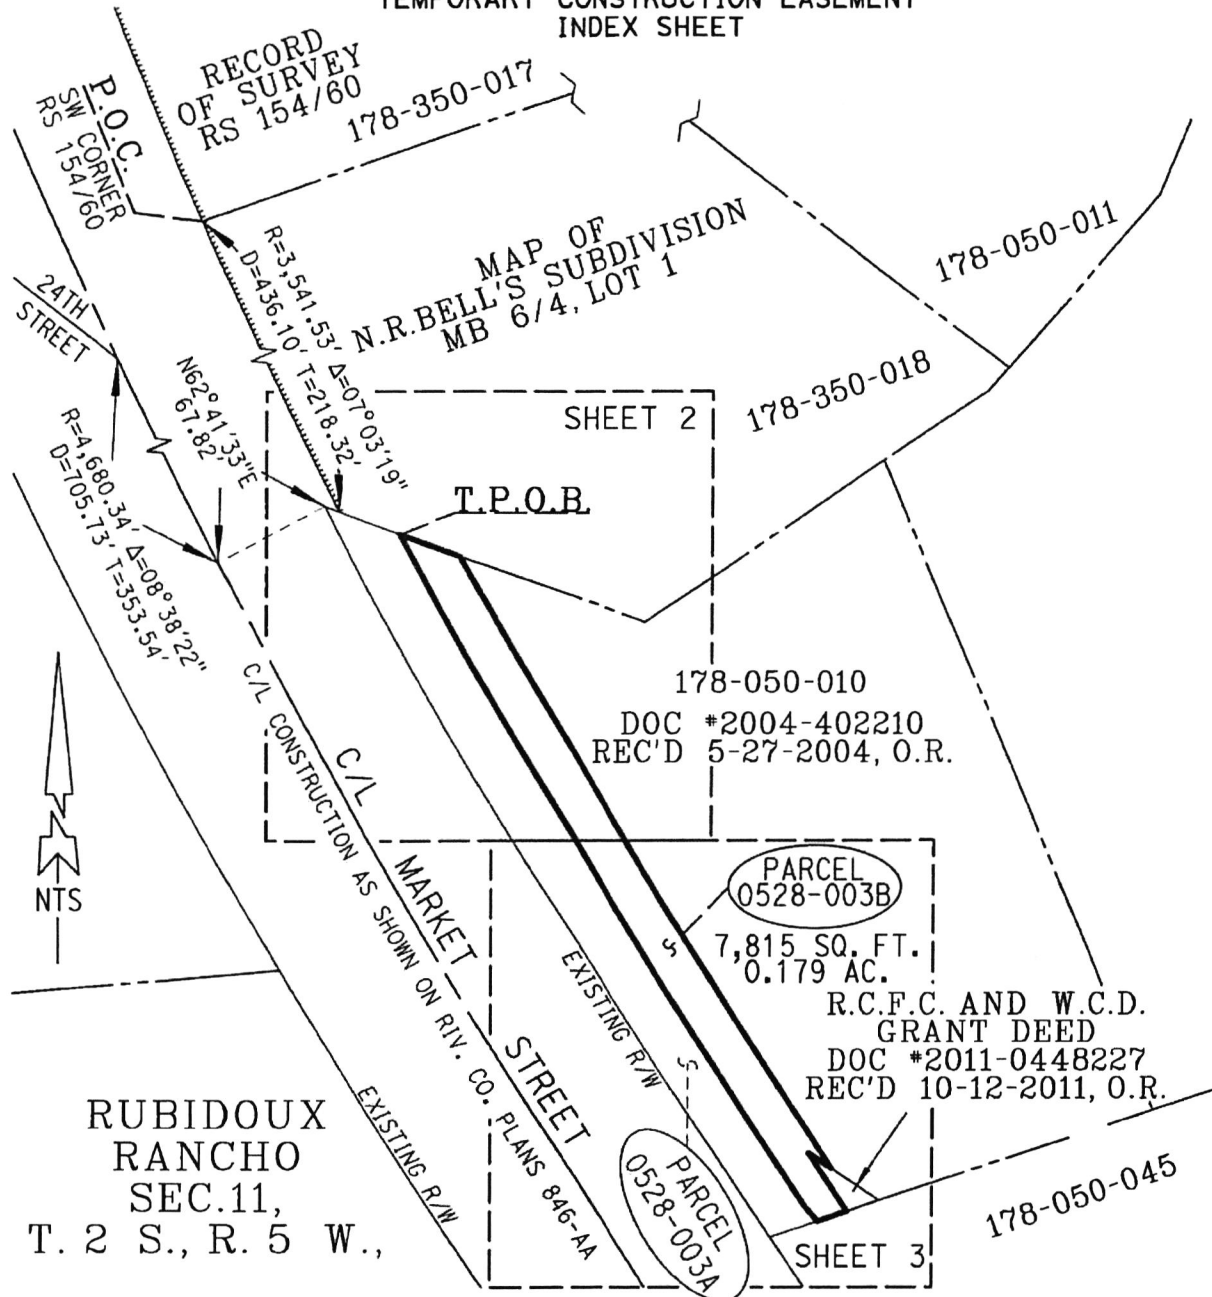 TEMPORARY CONSTRUCTION EASEMENT
INDEX SHEET
RECORD
OF SURVEY
RS 154/60
178-350-017
P.O.C.
SW CORNER
RS 154/60
24TH
STREET
R=3,541.53' Δ=07°03'19"
D=436.10' T=218.32'
MAP OF
N.R.BELL'S SUBDIVISION
MB 6/4, LOT 1
178-050-011
178-350-018
N62°41'33"E
67.82'
R=4,680.34' Δ=08°38'22"
D=705.73' T=353.54'
SHEET 2
T.P.O.B.
178-050-010
DOC #2004-402210
REC'D 5-27-2004, O.R.
C/L
MARKET
STREET
C/L CONSTRUCTION AS SHOWN ON RIV. CO. PLANS 846-AA
NTS
PARCEL
0528-003B
7,815 SQ. FT.
0.179 AC.
EXISTING R/W
R.C.F.C. AND W.C.D.
GRANT DEED
DOC #2011-0448227
REC'D 10-12-2011, O.R.
EXISTING R/W
PARCEL
0528-003A
178-050-045
SHEET 3
RUBIDOUX
RANCHO
SEC.11,
T. 2 S., R. 5 W.,